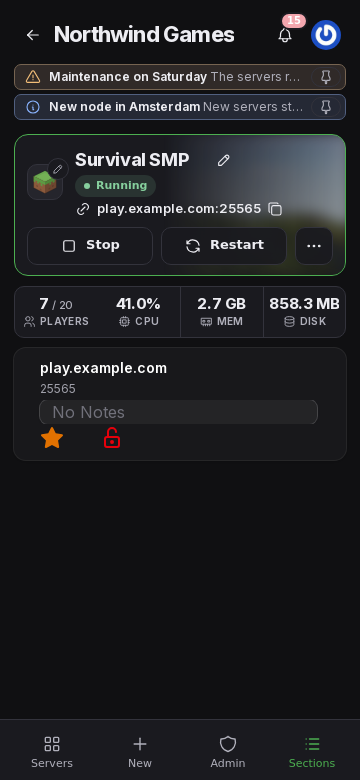 Northwind Games
15
Maintenance on Saturday The servers r...
New node in Amsterdam New servers st...
Survival SMP
Running
play.example.com:25565
Stop
Restart
7 / 20
PLAYERS
41.0%
CPU
2.7 GB
MEM
858.3 MB
DISK
play.example.com
25565
No Notes
Servers
New
Admin
Sections